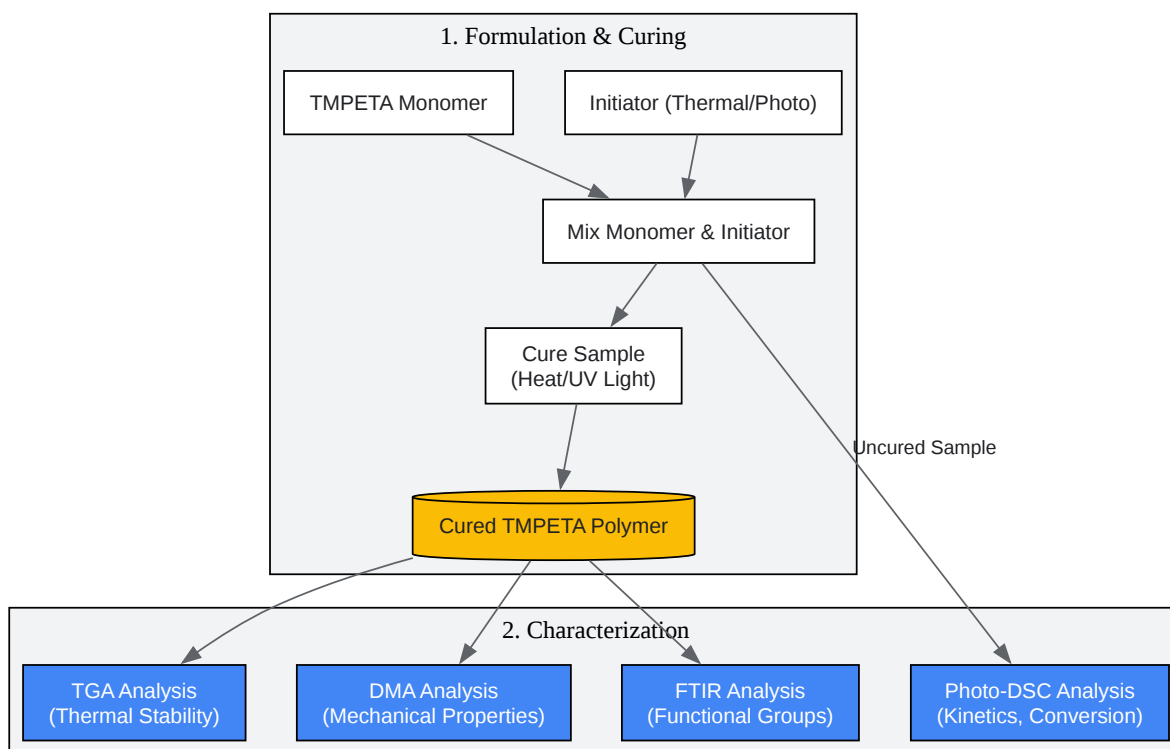 1. Formulation & Curing
TMPETA Monomer
Initiator (Thermal/Photo)
Mix Monomer & Initiator
Cure Sample
(Heat/UV Light)
Uncured Sample
Cured TMPETA Polymer
2. Characterization
TGA Analysis
(Thermal Stability)
DMA Analysis
(Mechanical Properties)
FTIR Analysis
(Functional Groups)
Photo-DSC Analysis
(Kinetics, Conversion)